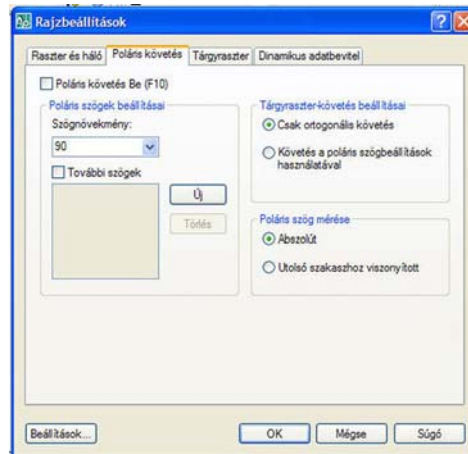 Rajzbeállítások
Raszter és háló
Poláris követés
Tárgyraszter
Dinamikus adatbevitel
Poláris követés Be (F10)
Poláris szögek beállításai
Szögnövekmény:
90
További szögek
Új
Törlés
Tárgyraszter-követés beállításai
Csak ortogonális követés
Követés a poláris szögbeállítások
használatával
Poláris szög mérése
Abszolút
Utolsó szakaszhoz viszonyított
Beállítások...
OK
Mégse
Súgó